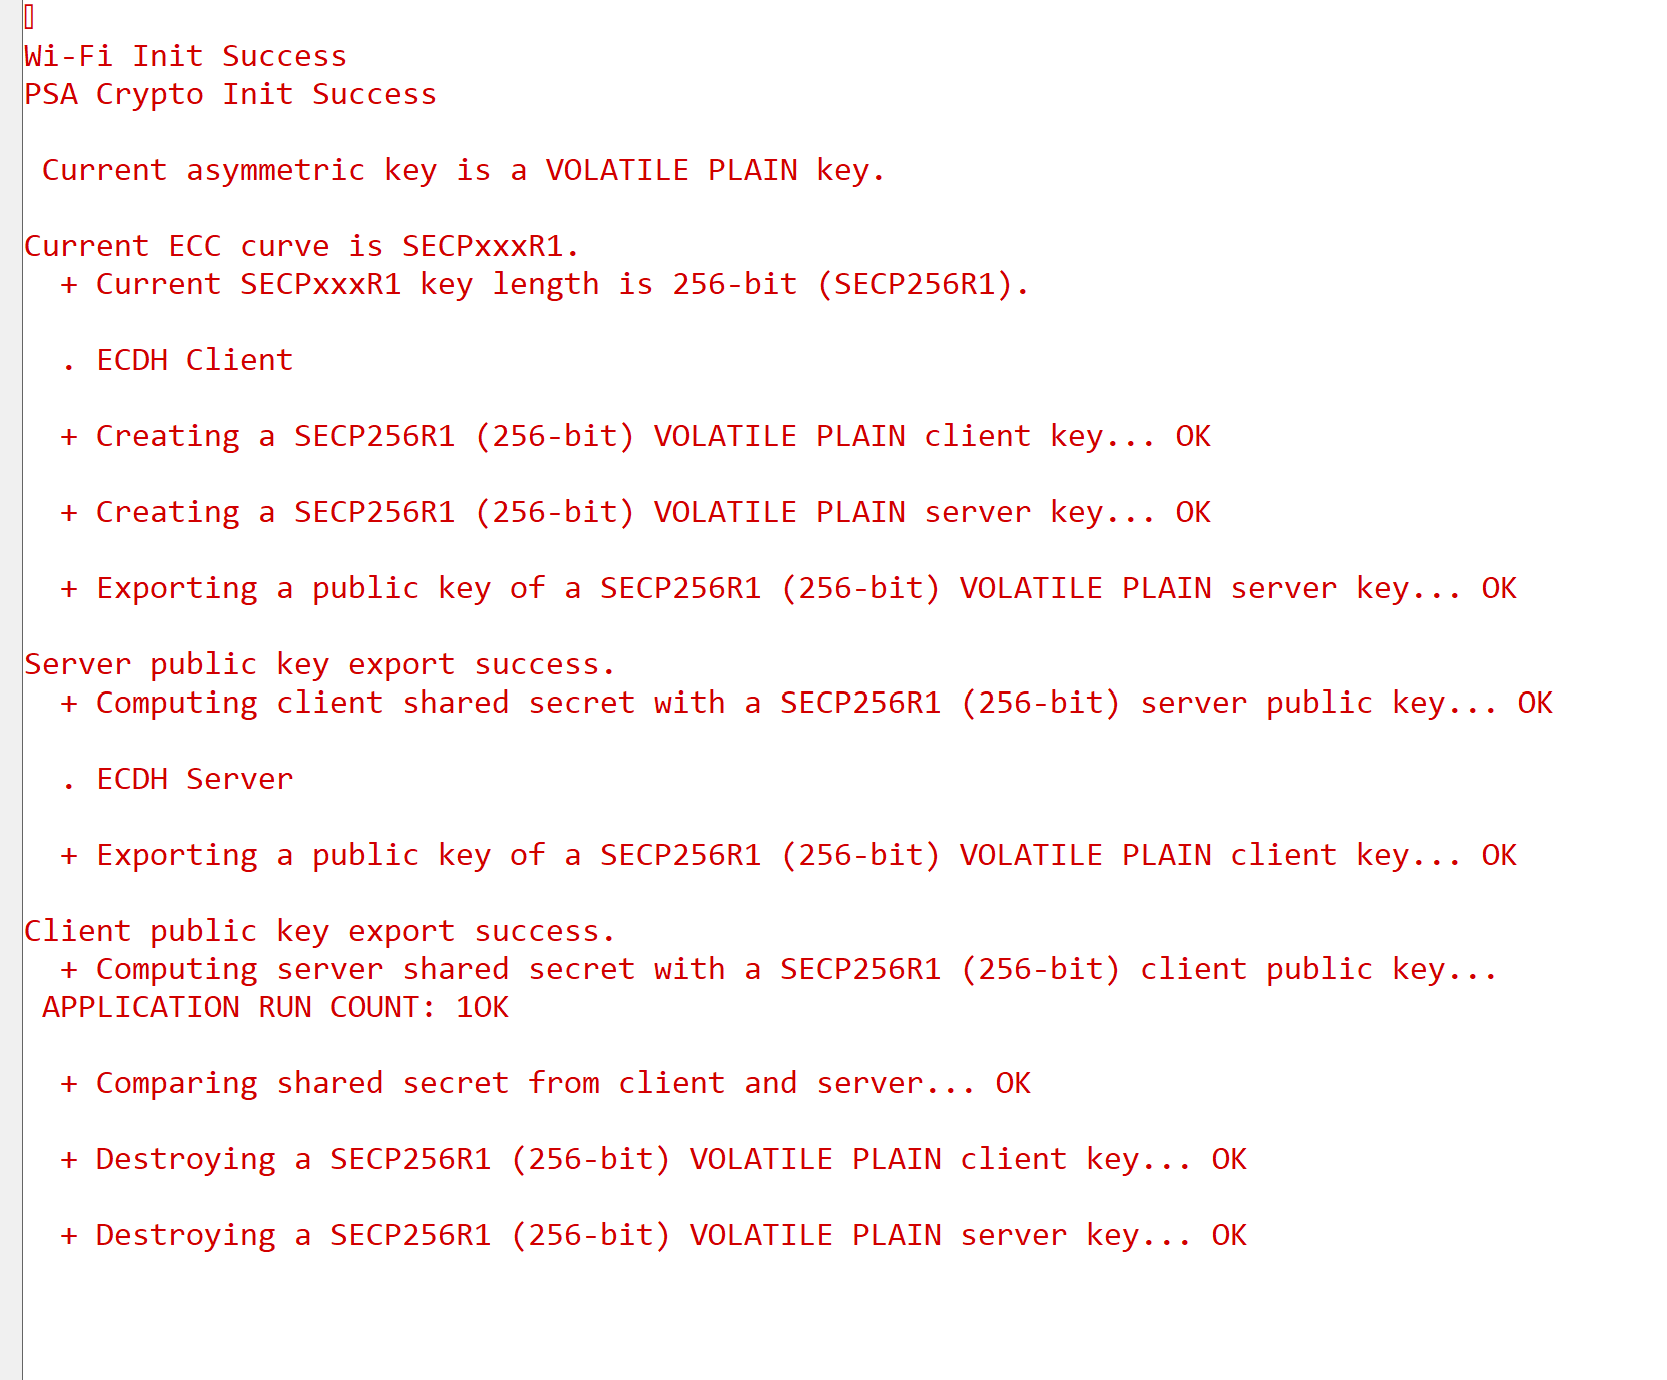 Wi-Fi Init Success
PSA Crypto Init Success
Current asymmetric key is a VOLATILE PLAIN key.
Current ECC curve is SECPxxxR1.
+ Current SECPxxxR1 key length is 256-bit (SECP256R1).
. ECDH Client
+ Creating a SECP256R1 (256-bit) VOLATILE PLAIN client key... OK
+ Creating a SECP256R1 (256-bit) VOLATILE PLAIN server key... OK
+ Exporting a public key of a SECP256R1 (256-bit) VOLATILE PLAIN server key... OK
Server public key export success.
+ Computing client shared secret with a SECP256R1 (256-bit) server public key... OK
. ECDH Server
+ Exporting a public key of a SECP256R1 (256-bit) VOLATILE PLAIN client key... OK
Client public key export success.
+ Computing server shared secret with a SECP256R1 (256-bit) client public key...
APPLICATION RUN COUNT: 1OK
+ Comparing shared secret from client and server... OK
+ Destroying a SECP256R1 (256-bit) VOLATILE PLAIN client key... OK
+ Destroying a SECP256R1 (256-bit) VOLATILE PLAIN server key... OK